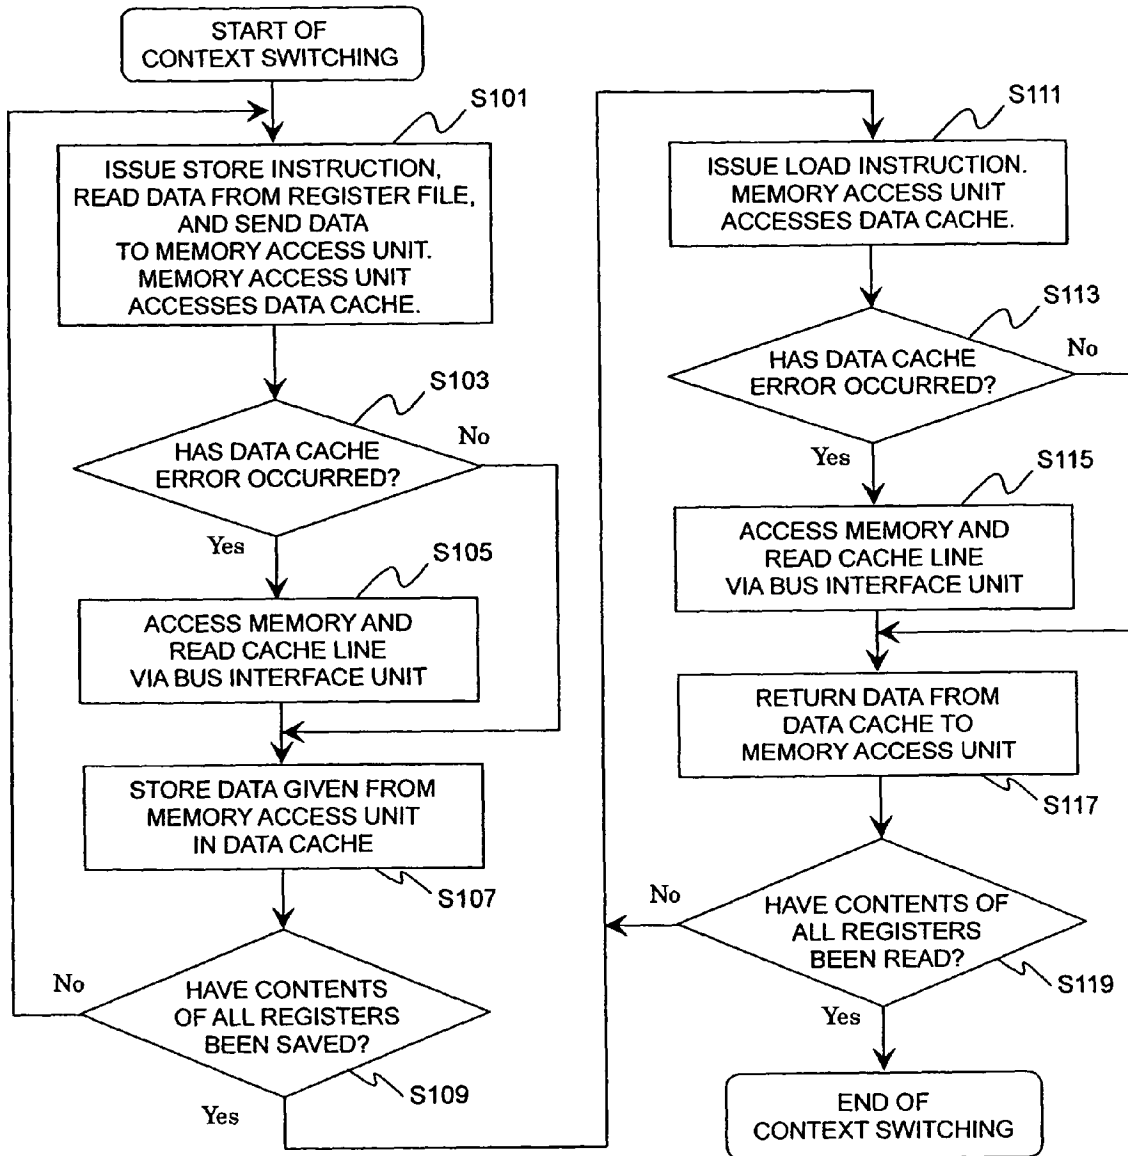 START OF
CONTEXT SWITCHING
S101
ISSUE STORE INSTRUCTION,
READ DATA FROM REGISTER FILE,
AND SEND DATA
TO MEMORY ACCESS UNIT.
MEMORY ACCESS UNIT
ACCESSES DATA CACHE.
S103
HAS DATA CACHE
ERROR OCCURRED?
No
Yes
S105
ACCESS MEMORY AND
READ CACHE LINE
VIA BUS INTERFACE UNIT
STORE DATA GIVEN FROM
MEMORY ACCESS UNIT
IN DATA CACHE
S107
No
HAVE CONTENTS
OF ALL REGISTERS
BEEN SAVED?
S109
Yes
S111
ISSUE LOAD INSTRUCTION.
MEMORY ACCESS UNIT
ACCESSES DATA CACHE.
S113
HAS DATA CACHE
ERROR OCCURRED?
No
Yes
S115
ACCESS MEMORY AND
READ CACHE LINE
VIA BUS INTERFACE UNIT
RETURN DATA FROM
DATA CACHE TO
MEMORY ACCESS UNIT
S117
No
HAVE CONTENTS OF
ALL REGISTERS
BEEN READ?
S119
Yes
END OF
CONTEXT SWITCHING